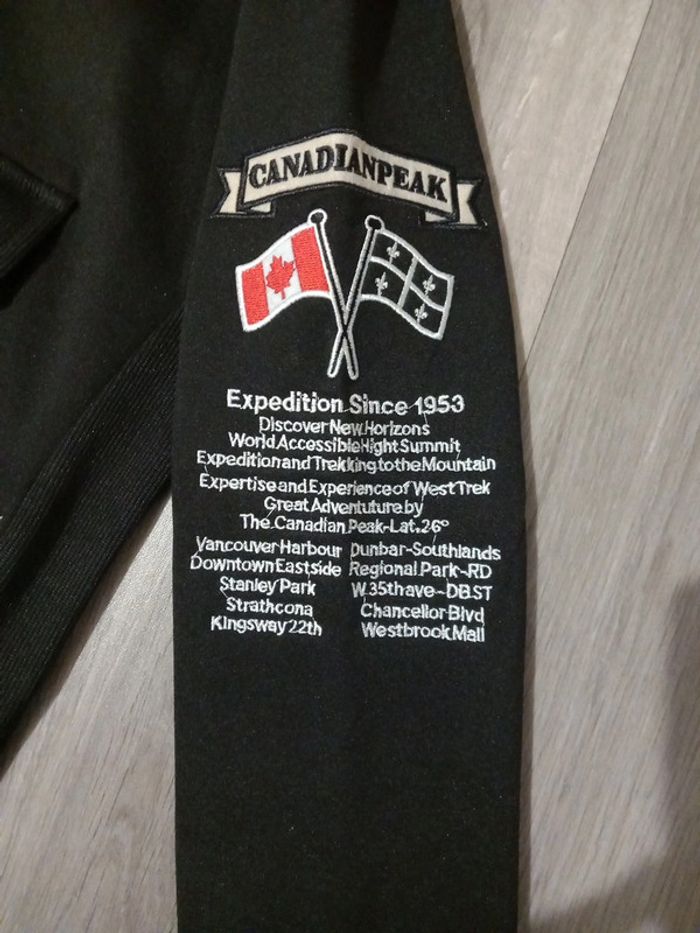 CANADIANPEAK
Expedition Since 1953
Discover New Horizons
World Accessible Hight Summit
Expedition and Trekking to the Mountain
Expertise and Experience of West Trek
Great Adventuture by
The Canadian Peak-Lat.26°
Vancouver Harbour Dunbar-Southlands
Downtown Eastside Regional Park-RD
Stanley Park W.35th ave-DB.ST
Strathcona Chancellor Blvd
Kingsway 22th Westbrook Mall